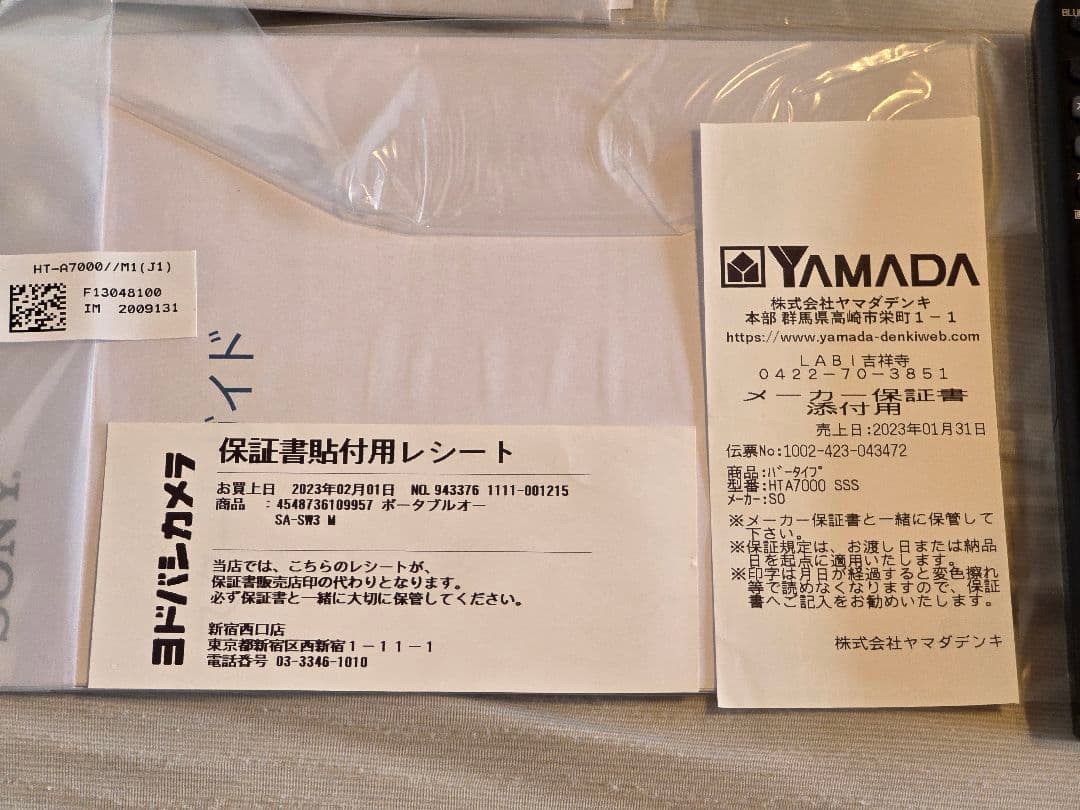 HT-A7000//M1(J1)
F13048100
IM 2009131
イド
SONY
ヨドバシカメラ
保証書貼付用レシート
お買上日 2023年02月01日 NO. 943376 1111-001215
商品 :4548736109957 ポータブルオー
SA-SW3 M
当店では、こちらのレシートが、
保証書販売店印の代わりとなります。
必ず保証書と一緒に大切に保管してください。
新宿西口店
東京都新宿区西新宿1-11-1
電話番号 03-3346-1010
YAMADA
株式会社ヤマダデンキ
本部 群馬県高崎市栄町1-1
https://www.yamada-denkiweb.com
LABI吉祥寺
0422-70-3851
メーカー保証書
添付用
売上日:2023年01月31日
伝票No:1002-423-043472
商品:バータイプ
型番:HTA7000 SSS
メーカー:SO
※メーカー保証書と一緒に保管して
下さい。
※保証規定は、お渡し日または納品
日を起点に適用いたします。
※印字は月日が経過すると変色擦れ
等で読めなくなりますので、保証
書へご記入をお勧めいたします。
株式会社ヤマダデンキ